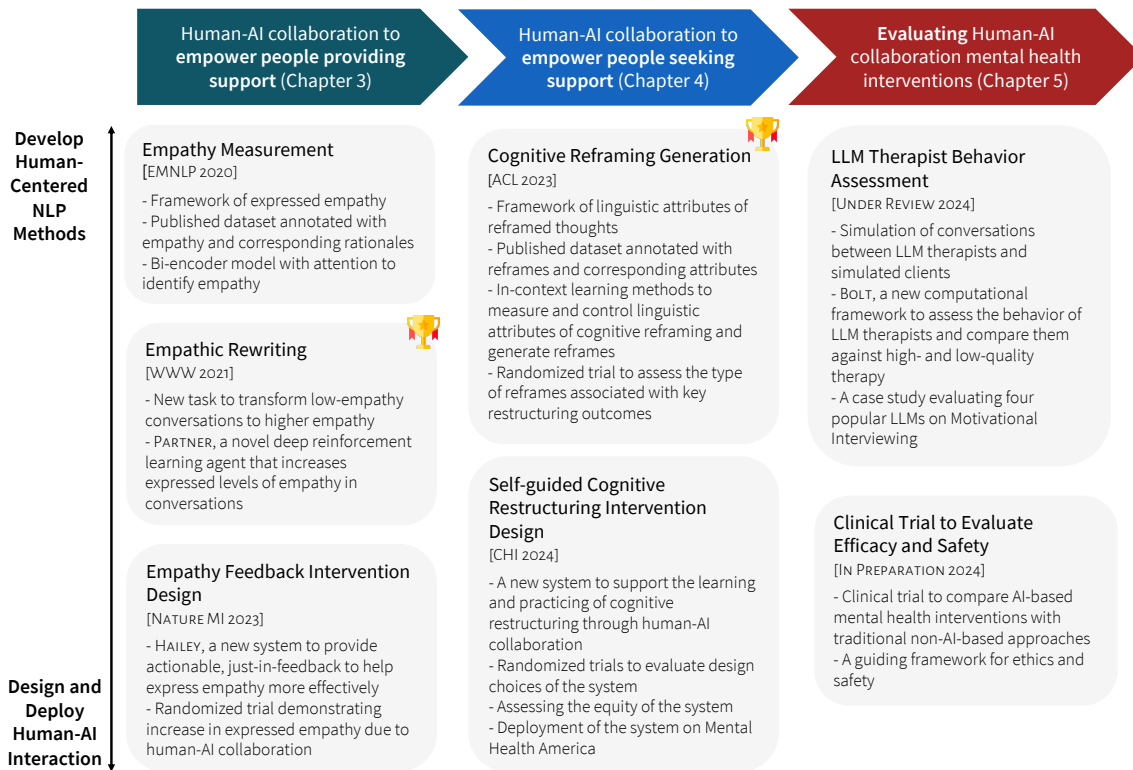 Human-AI collaboration to
empower people providing
support (Chapter 3)
Human-AI collaboration to
empower people seeking
support (Chapter 4)
Evaluating Human-AI
collaboration mental health
interventions (Chapter 5)
Develop
Human-
Centered
NLP
Methods
Design and
Deploy
Human-AI
Interaction
Empathy Measurement
[EMNLP 2020]
- Framework of expressed empathy
- Published dataset annotated with
empathy and corresponding rationales
- Bi-encoder model with attention to
identify empathy
Empathic Rewriting
[WWW 2021]
- New task to transform low-empathy
conversations to higher empathy
- PARTNER, a novel deep reinforcement
learning agent that increases
expressed levels of empathy in
conversations
Empathy Feedback Intervention
Design
[NATURE MI 2023]
- HAILEY, a new system to provide
actionable, just-in-feedback to help
express empathy more effectively
- Randomized trial demonstrating
increase in expressed empathy due to
human-AI collaboration
Cognitive Reframing Generation
[ACL 2023]
- Framework of linguistic attributes of
reframed thoughts
- Published dataset annotated with
reframes and corresponding attributes
- In-context learning methods to
measure and control linguistic
attributes of cognitive reframing and
generate reframes
- Randomized trial to assess the type
of reframes associated with key
restructuring outcomes
Self-guided Cognitive
Restructuring Intervention
Design
[CHI 2024]
- A new system to support the learning
and practicing of cognitive
restructuring through human-AI
collaboration
- Randomized trials to evaluate design
choices of the system
- Assessing the equity of the system
- Deployment of the system on Mental
Health America
LLM Therapist Behavior
Assessment
[UNDER REVIEW 2024]
- Simulation of conversations
between LLM therapists and
simulated clients
- BOLT, a new computational
framework to assess the behavior of
LLM therapists and compare them
against high- and low-quality
therapy
- A case study evaluating four
popular LLMs on Motivational
Interviewing
Clinical Trial to Evaluate
Efficacy and Safety
[IN PREPARATION 2024]
- Clinical trial to compare AI-based
mental health interventions with
traditional non-AI-based approaches
- A guiding framework for ethics and
safety